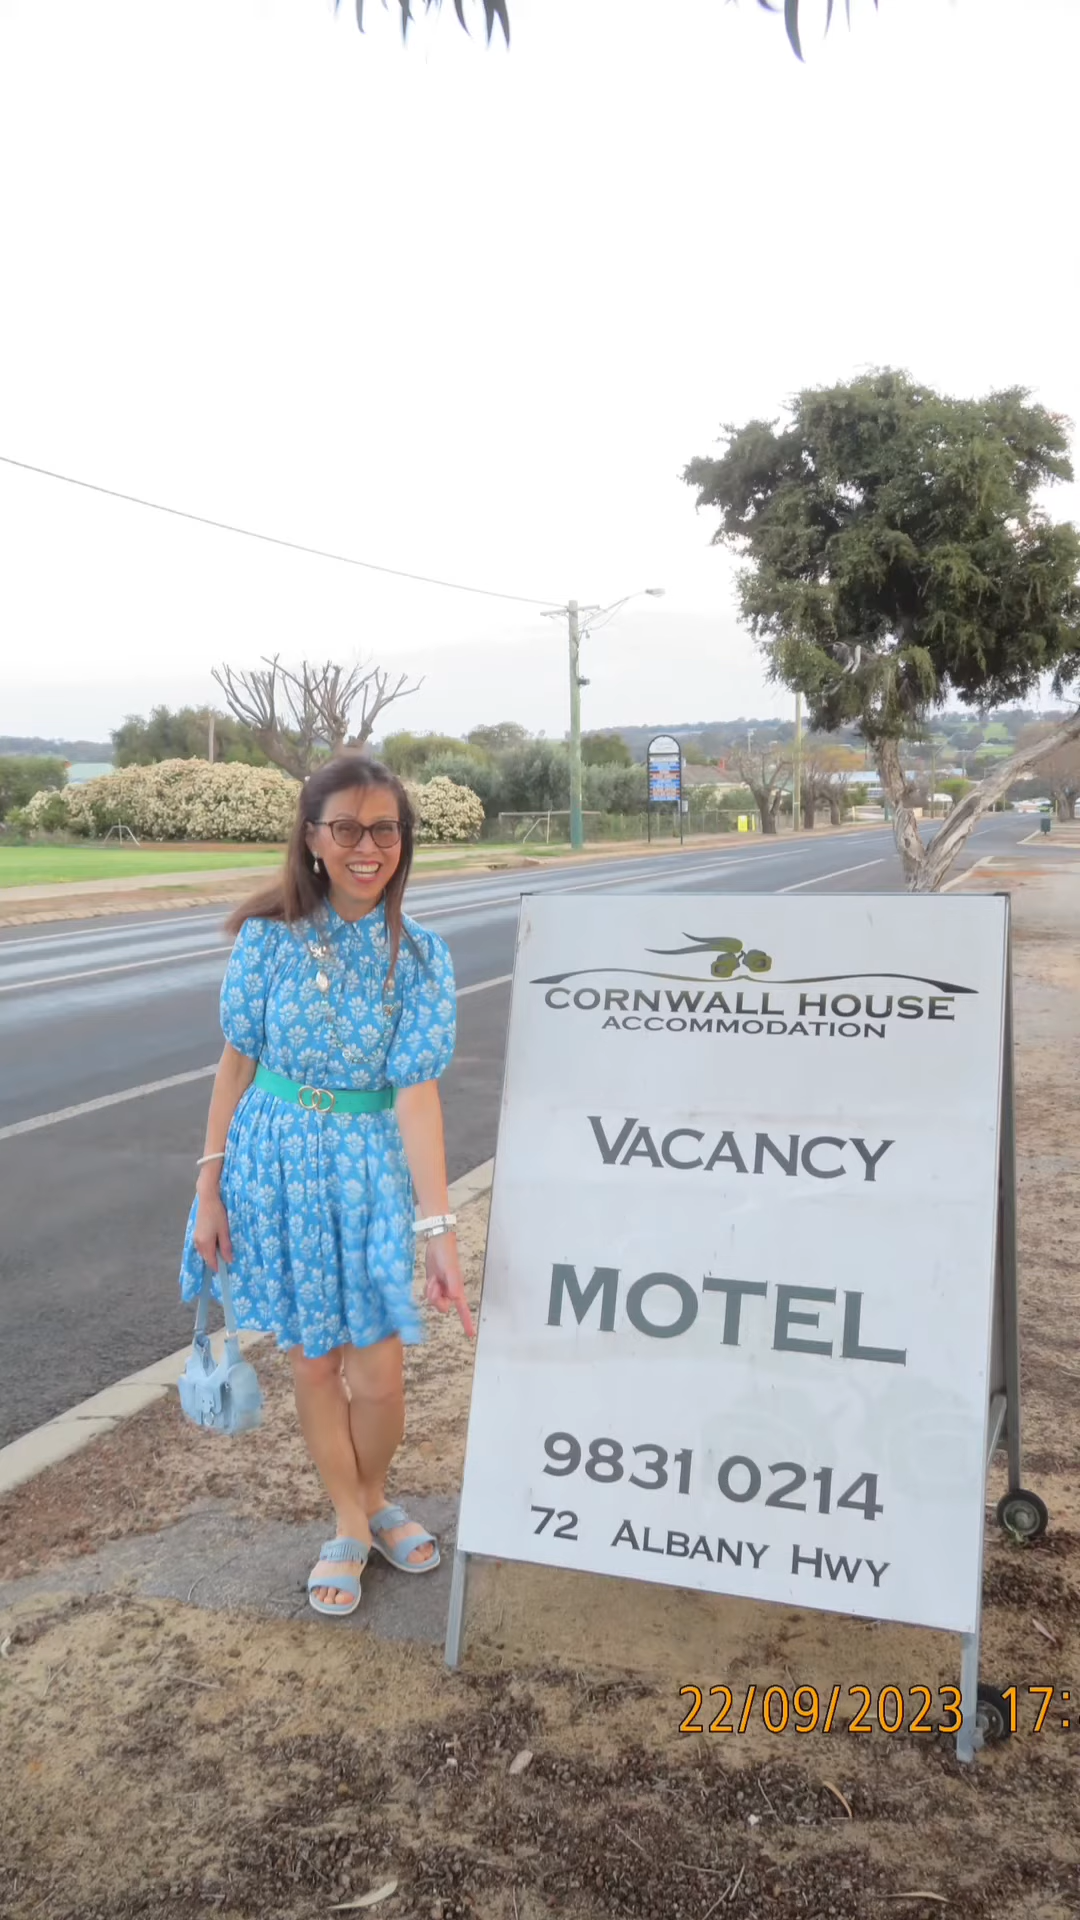 CORNWALL HOUSE
ACCOMMODATION
VACANCY
MOTEL
9831 0214
72 ALBANY HWY
22/09/2023 17: